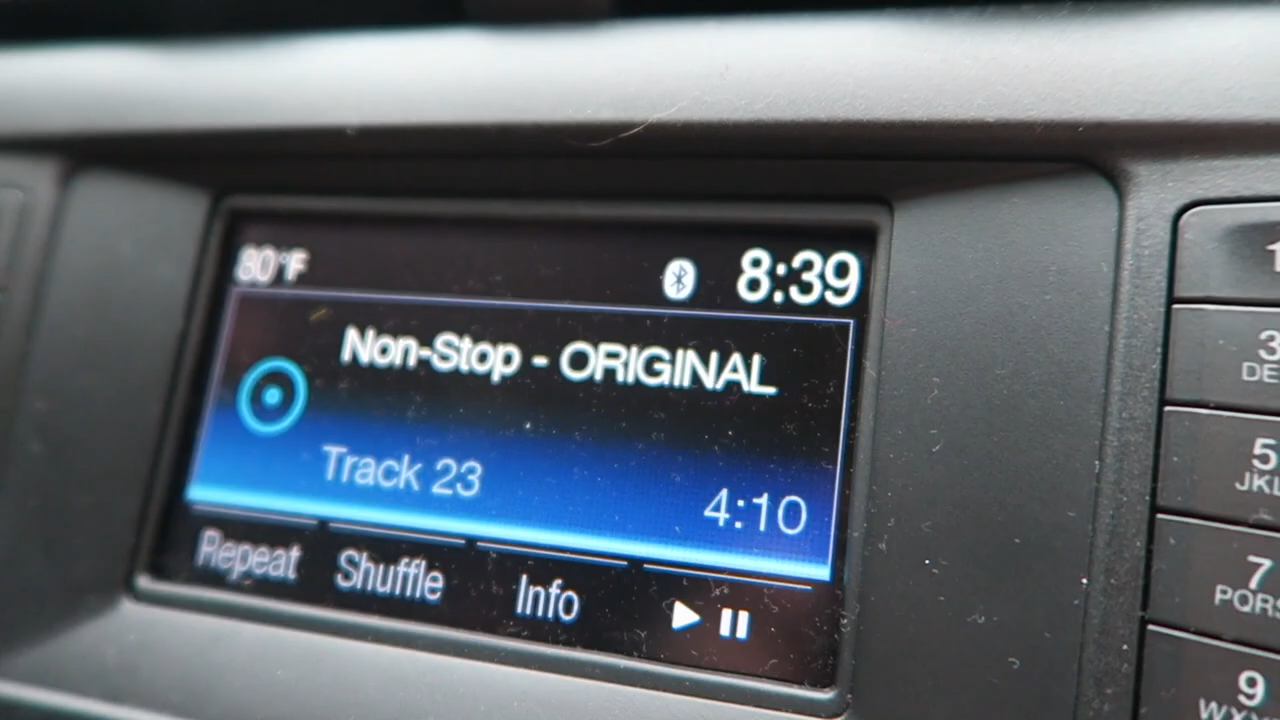 80°F 8:39
Non-Stop - ORIGINAL
Track 23 4:10
Repeat Shuffle Info
1
3
DE
5
JKL
7
PQRS
9